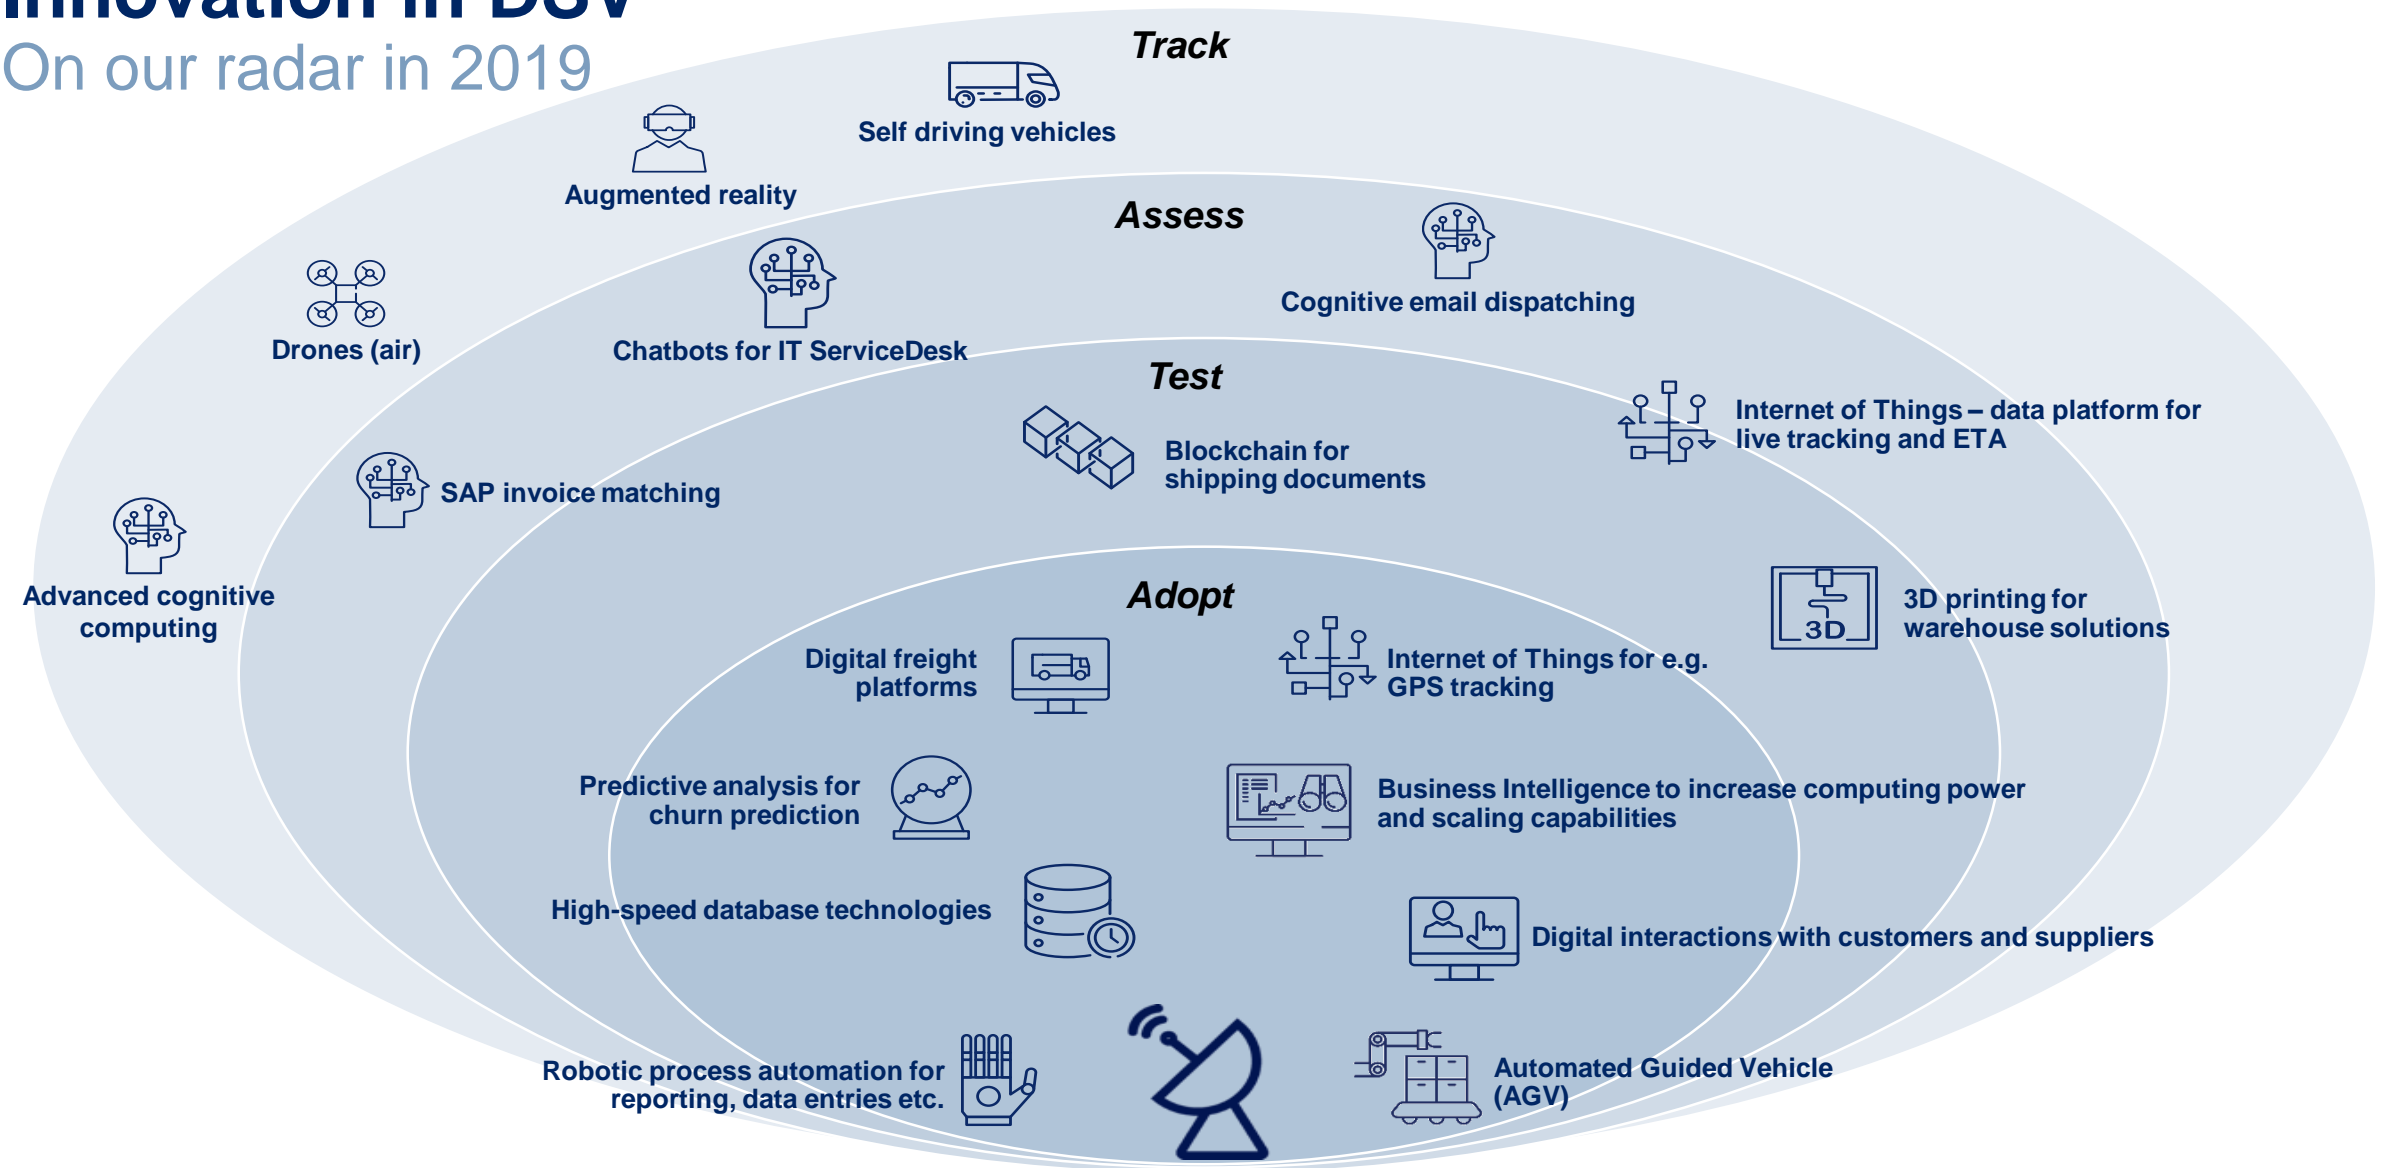 Innovation in DSV
On our radar in 2019
Track
Self driving vehicles
Augmented reality
Assess
Cognitive email dispatching
Drones (air)
Chatbots for IT ServiceDesk
Test
Internet of Things – data platform for
live tracking and ETA
Blockchain for
shipping documents
SAP invoice matching
Advanced cognitive
computing
Adopt
3D
3D printing for
warehouse solutions
Digital freight
platforms
Internet of Things for e.g.
GPS tracking
Predictive analysis for
churn prediction
Business Intelligence to increase computing power
and scaling capabilities
High-speed database technologies
Digital interactions with customers and suppliers
Robotic process automation for
reporting, data entries etc.
Automated Guided Vehicle
(AGV)